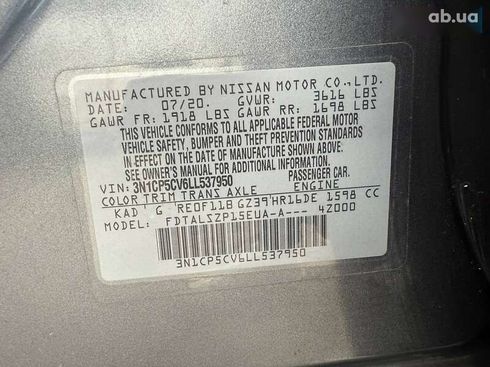 ab.ua
MANUFACTURED BY NISSAN MOTOR CO., LTD.
DATE: 07/20. GVWR: 3616 LBS
GAWR FR: 1918 LBS GAWR RR: 1698 LBS
THIS VEHICLE CONFORMS TO ALL APPLICABLE FEDERAL MOTOR
VEHICLE SAFETY, BUMPER AND THEFT PREVENTION STANDARDS
IN EFFECT ON THE DATE OF MANUFACTURE SHOWN ABOVE.
SEE OWNER'S MANUAL FOR ADDITIONAL INFORMATION.
VIN: 3N1CP5CV6LL537950 PASSENGER CAR.
COLOR TRIM TRANS AXLE ENGINE
KAD G RE0F11B GZ39 HR16DE 1598 CC
MODEL: FDTALSZP15EUA-A--- 42000
3N1CP5CV6LL537950